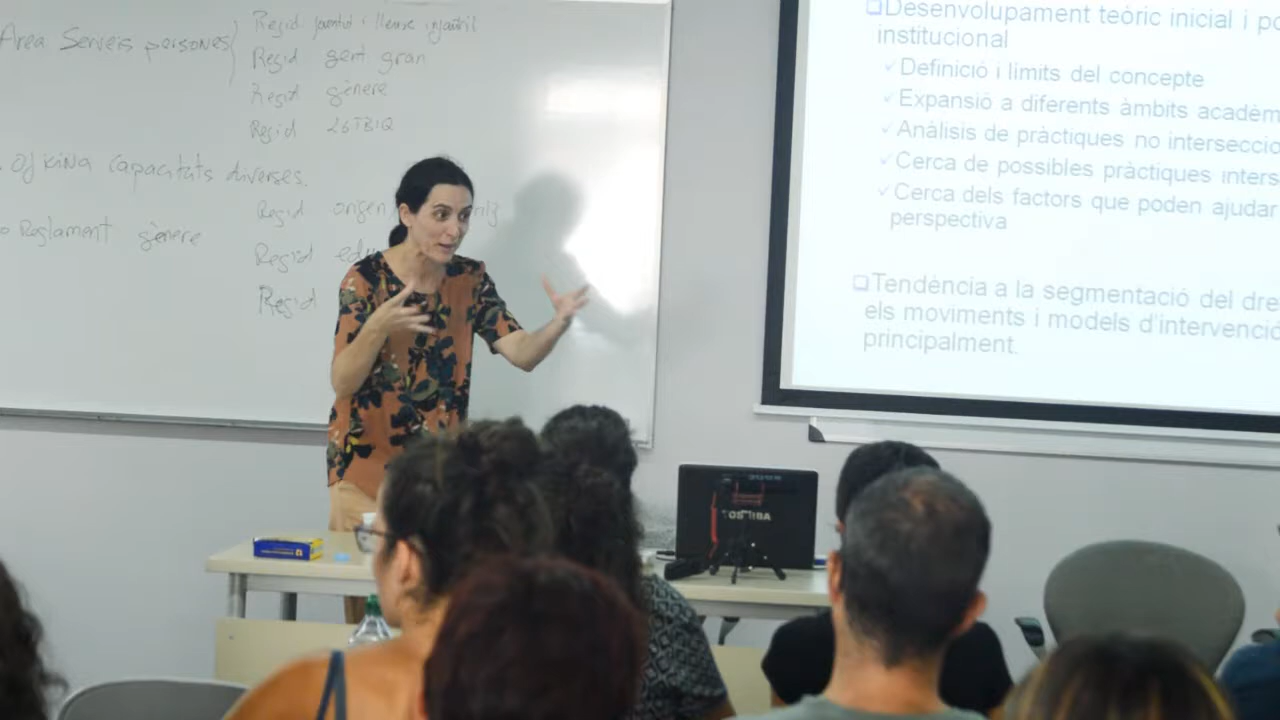 Area Serveis persones
Regid joventut i lleure infantil
Regid gent gran
Regid gènere
Regid LGTBIQ
oficina capacitats diverses.
Regid origen
Reglament gènere
Regid
Regid
Desenvolupament teòric inicial i
institucional
Definició i límits del concepte
Expansió a diferents àmbits
Anàlisis de pràctiques no
Cerca de possibles pràctiques
Cerca dels factors que poden ajudar
perspectiva
Tendència a la segmentació del
els moviments i models d'intervenció
principalment.
TOSHIBA